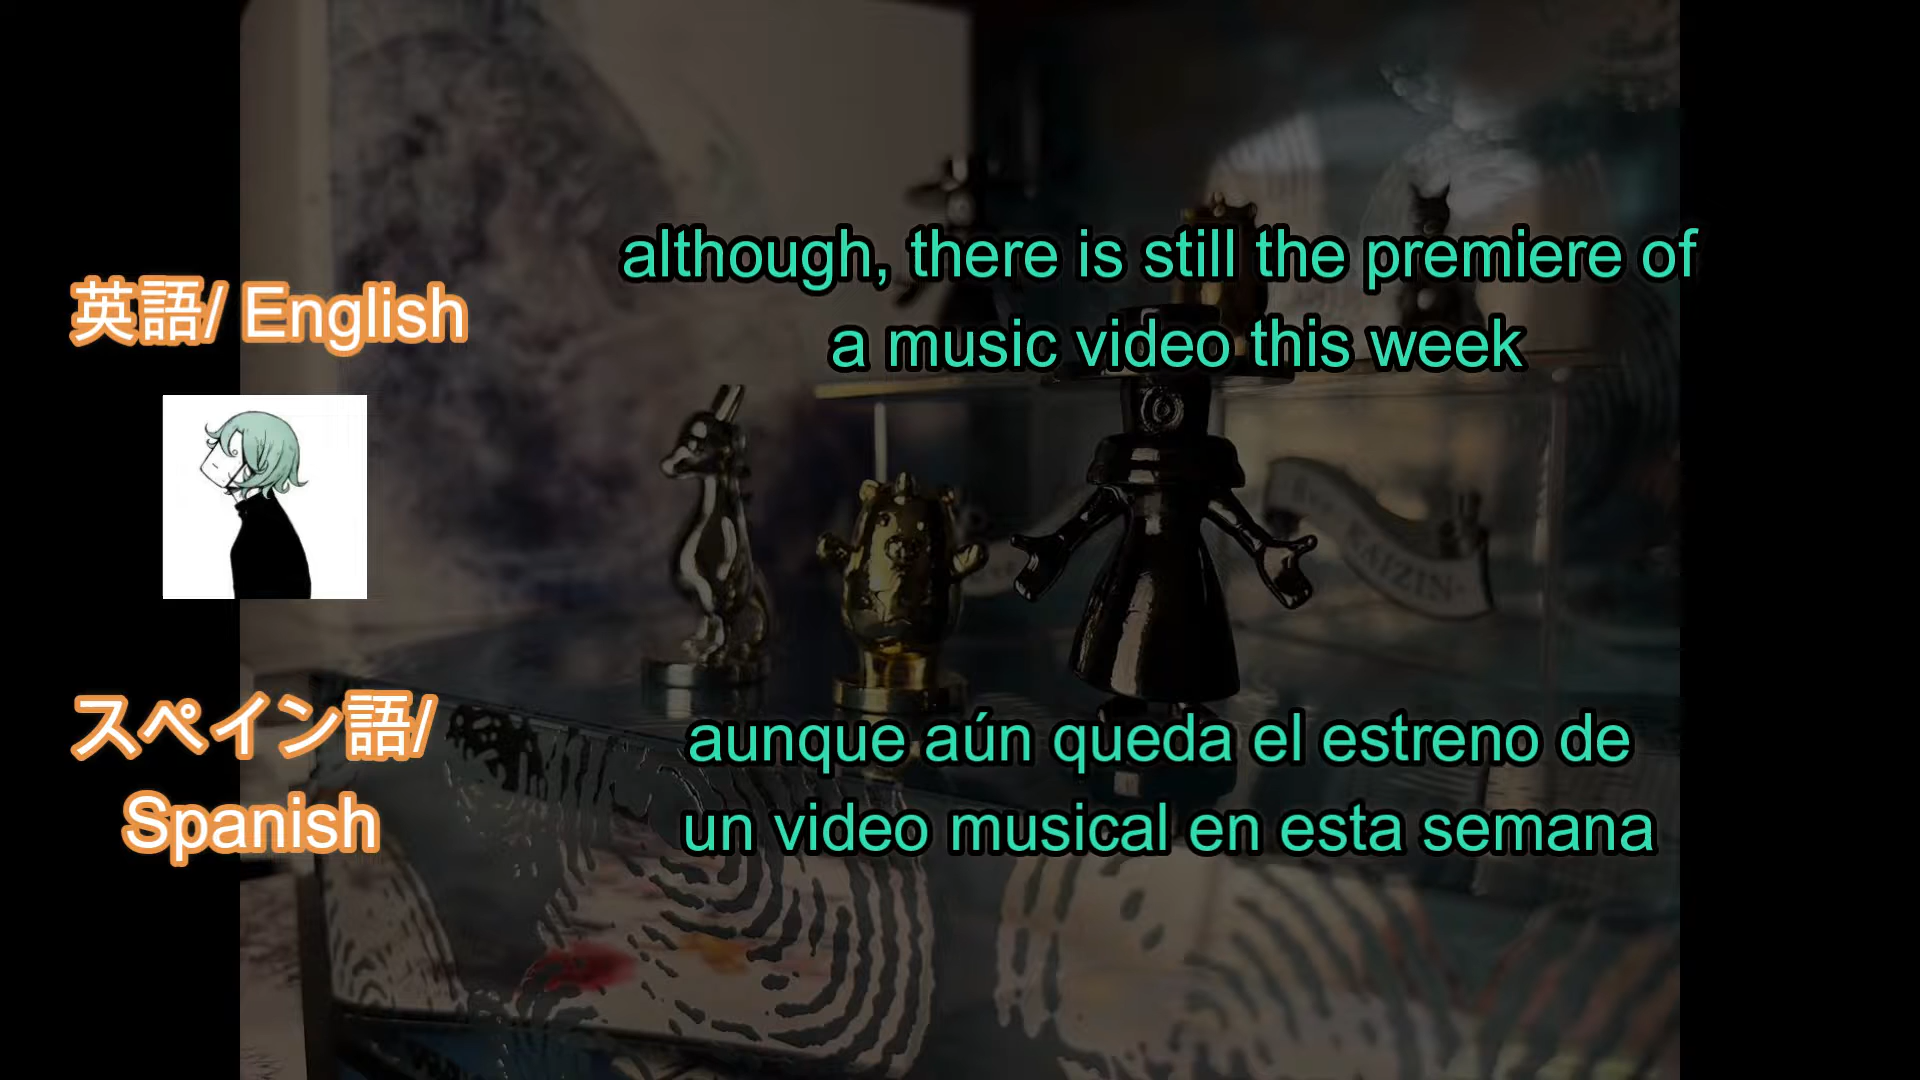 英語/ English
although, there is still the premiere of
a music video this week
スペイン語/
Spanish
aunque aún queda el estreno de
un video musical en esta semana